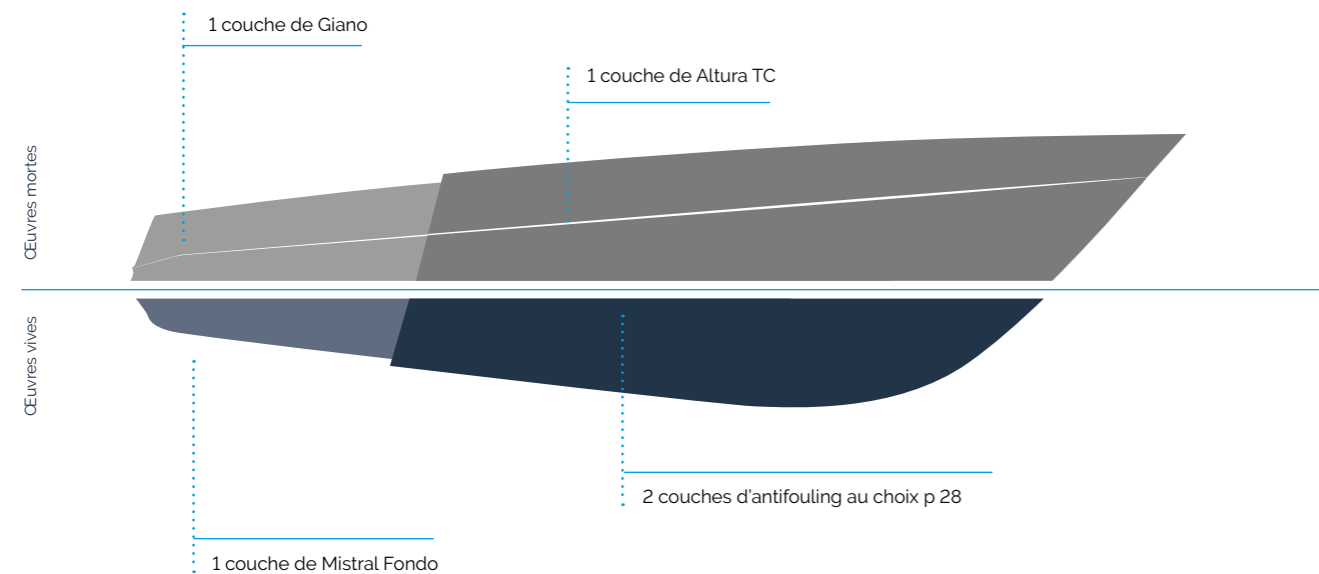 1 couche de Giano
1 couche de Altura TC
Œuvres mortes
Œuvres vives
2 couches d'antifouling au choix p 28
1 couche de Mistral Fondo